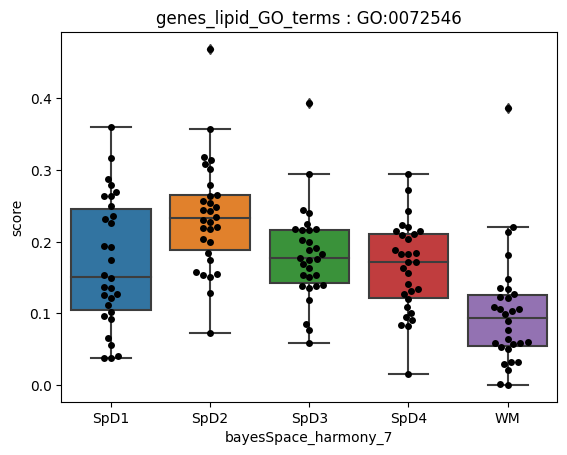 genes_lipid_GO_terms : GO:0072546
score
0.4
0.3
0.2
0.1
0.0
SpD1 SpD2 SpD3 SpD4 WM
bayesSpace_harmony_7